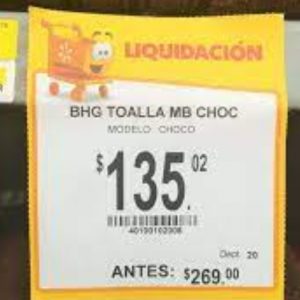 LIQUIDACIÓN
BHG TOALLA MB CHOC
MODELO CHOCO
$135.02
Dept 20
ANTES: $269.00